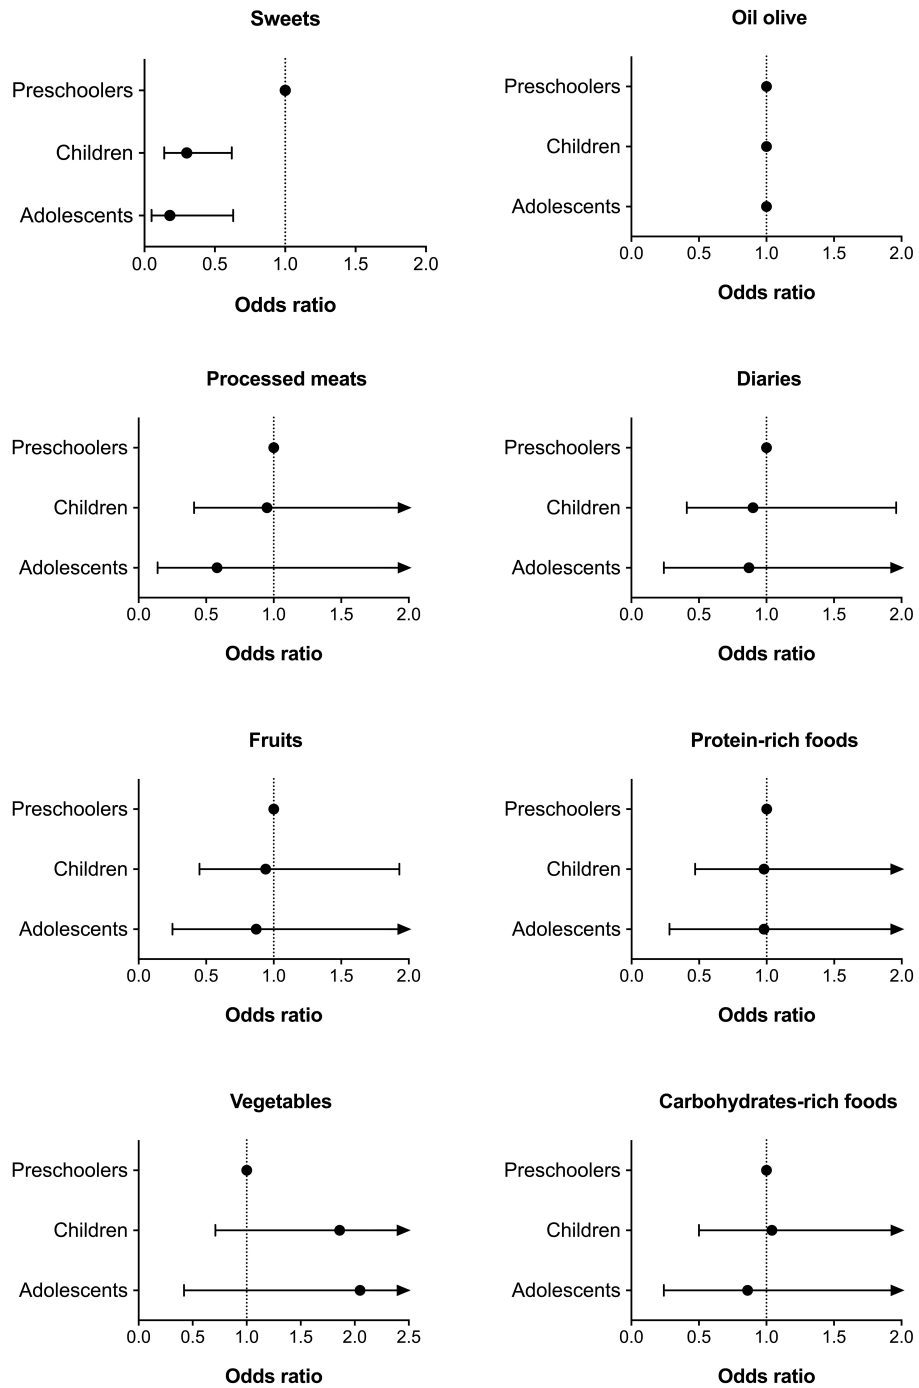 Sweets
Preschoolers
Children
Adolescents
0.0 0.5 1.0 1.5 2.0
Odds ratio
Oil olive
Preschoolers
Children
Adolescents
0.0 0.5 1.0 1.5 2.0
Odds ratio
Processed meats
Preschoolers
Children
Adolescents
0.0 0.5 1.0 1.5 2.0
Odds ratio
Diaries
Preschoolers
Children
Adolescents
0.0 0.5 1.0 1.5 2.0
Odds ratio
Fruits
Preschoolers
Children
Adolescents
0.0 0.5 1.0 1.5 2.0
Odds ratio
Protein-rich foods
Preschoolers
Children
Adolescents
0.0 0.5 1.0 1.5 2.0
Odds ratio
Vegetables
Preschoolers
Children
Adolescents
0.0 0.5 1.0 1.5 2.0 2.5
Odds ratio
Carbohydrates-rich foods
Preschoolers
Children
Adolescents
0.0 0.5 1.0 1.5 2.0
Odds ratio